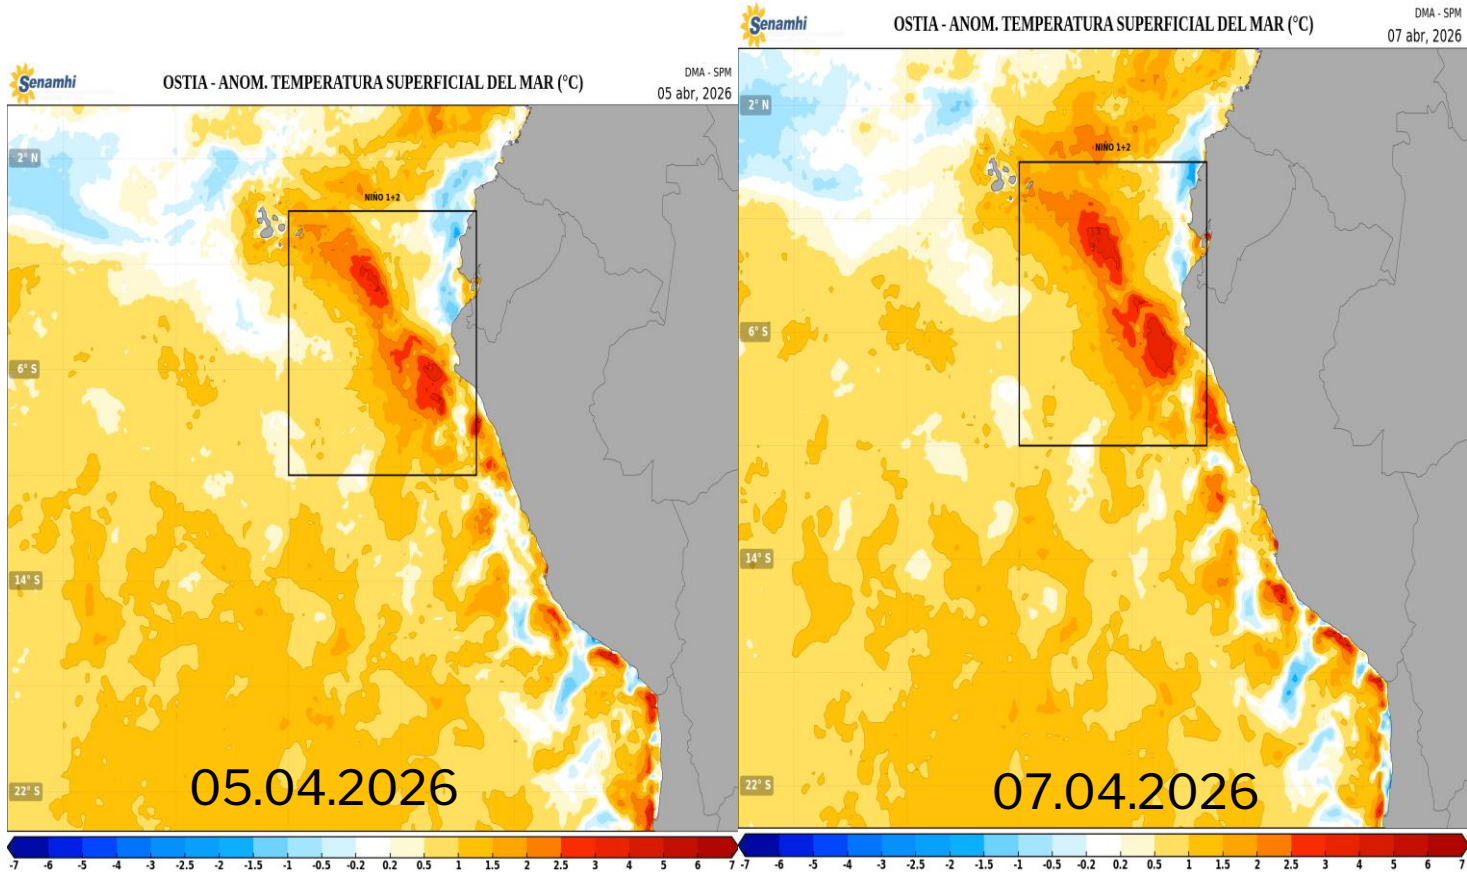 Senamhi
OSTIA - ANOM. TEMPERATURA SUPERFICIAL DEL MAR (°C)
DMA - SPM
05 abr, 2026
2° N
NIÑO 1+2
6° S
14° S
22° S
05.04.2026
-7 -6 -5 -4 -3 -2.5 -2 -1.5 -1 -0.5 -0.2 0.2 0.5 1 1.5 2 2.5 3 4 5 6 7
Senamhi
OSTIA - ANOM. TEMPERATURA SUPERFICIAL DEL MAR (°C)
DMA - SPM
07 abr, 2026
2° N
NIÑO 1+2
6° S
14° S
22° S
07.04.2026
-7 -6 -5 -4 -3 -2.5 -2 -1.5 -1 -0.5 -0.2 0.2 0.5 1 1.5 2 2.5 3 4 5 6 7